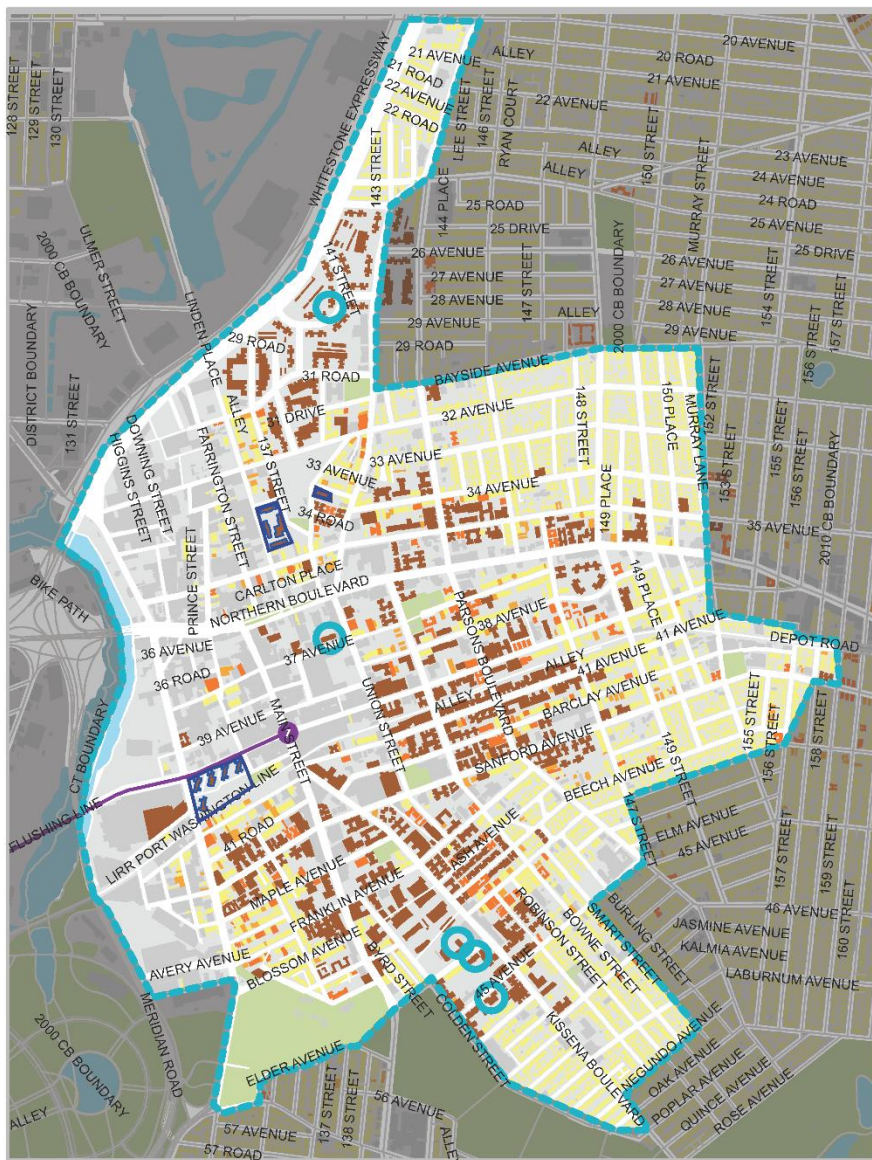 20 AVENUE
21 AVENUE
ALLEY
20 ROAD
21 ROAD
21 AVENUE
22 AVENUE
22 AVENUE
22 ROAD
WHITESTONE EXPRESSWAY
128 STREET
129 STREET
130 STREET
LEE STREET
146 STREET
RYAN COURT
143 STREET
144 PLACE
ALLEY
ALLEY
150 STREET
MURRAY STREET
23 AVENUE
24 AVENUE
24 ROAD
25 AVENUE
25 ROAD
25 DRIVE
25 DRIVE
26 AVENUE
26 AVENUE
27 AVENUE
27 AVENUE
28 AVENUE
28 AVENUE
29 AVENUE
29 AVENUE
29 ROAD
147 STREET
ALLEY
2000 CB BOUNDARY
154 STREET
157 STREET
ULMER STREET
2000 CB BOUNDARY
LINDEN PLACE
141 STREET
DISTRICT BOUNDARY
131 STREET
29 ROAD
31 ROAD
31 DRIVE
ALLEY
BAYSIDE AVENUE
32 AVENUE
148 STREET
150 PLACE
MURRAY LANE
152 STREET
153 STREET
155 STREET
156 STREET
156 STREET
2010 CB BOUNDARY
DOWNING STREET
HIGGINS STREET
FARRINGTON STREET
137 STREET
33 AVENUE
33 AVENUE
34 AVENUE
34 ROAD
149 PLACE
35 AVENUE
PRINCE STREET
CARLTON PLACE
NORTHERN BOULEVARD
BIKE PATH
36 AVENUE
36 ROAD
37 AVENUE
38 AVENUE
PARSONS BOULEVARD
149 PLACE
41 AVENUE
DEPOT ROAD
UNION STREET
ALLEY
ALLEY
41 AVENUE
BARCLAY AVENUE
39 AVENUE
MAIN STREET
SANFORD AVENUE
155 STREET
156 STREET
158 STREET
149 STREET
147 STREET
BEECH AVENUE
CT BOUNDARY
FLUSHING LINE
LIRR PORT WASHINGTON LINE
41 ROAD
MAPLE AVENUE
FRANKLIN AVENUE
ASH AVENUE
ELM AVENUE
45 AVENUE
157 STREET
159 STREET
160 STREET
46 AVENUE
JASMINE AVENUE
KALMIA AVENUE
LABURNUM AVENUE
BURLING STREET
SMART STREET
BOWNE STREET
ROBINSON STREET
AVERY AVENUE
BLOSSOM AVENUE
BYRD STREET
COLDEN STREET
45 AVENUE
KISSENA BOULEVARD
NEGUNDO AVENUE
MERIDIAN ROAD
2000 CB BOUNDARY
ALLEY
ELDER AVENUE
137 STREET
138 STREET
56 AVENUE
57 AVENUE
57 ROAD
ALLEY
OAK AVENUE
POPLAR AVENUE
QUINCE AVENUE
ROSE AVENUE